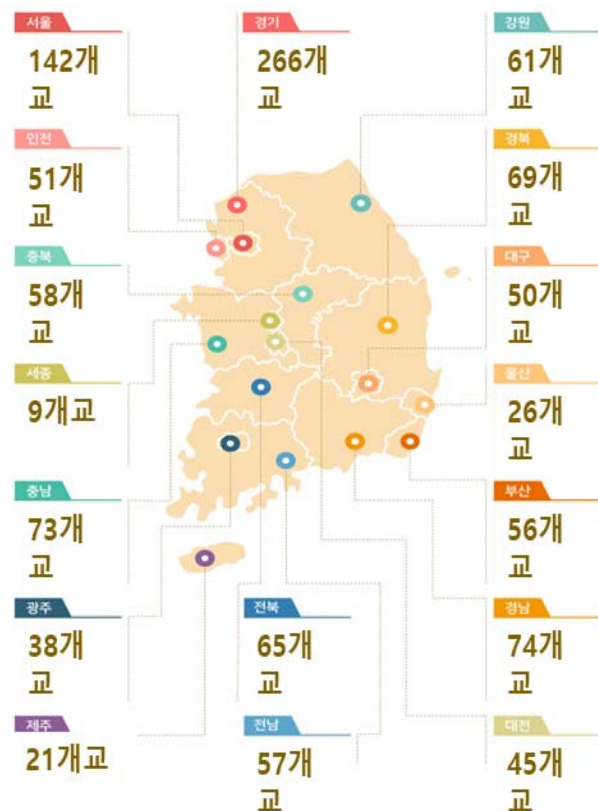 서울
142개
교
경기
266개
교
강원
61개
교
인천
51개
교
경북
69개
교
충북
58개
교
대구
50개
교
세종
9개교
울산
26개
교
충남
73개
교
부산
56개
교
광주
38개
교
전북
65개
교
경남
74개
교
제주
21개교
전남
57개
교
대전
45개
교